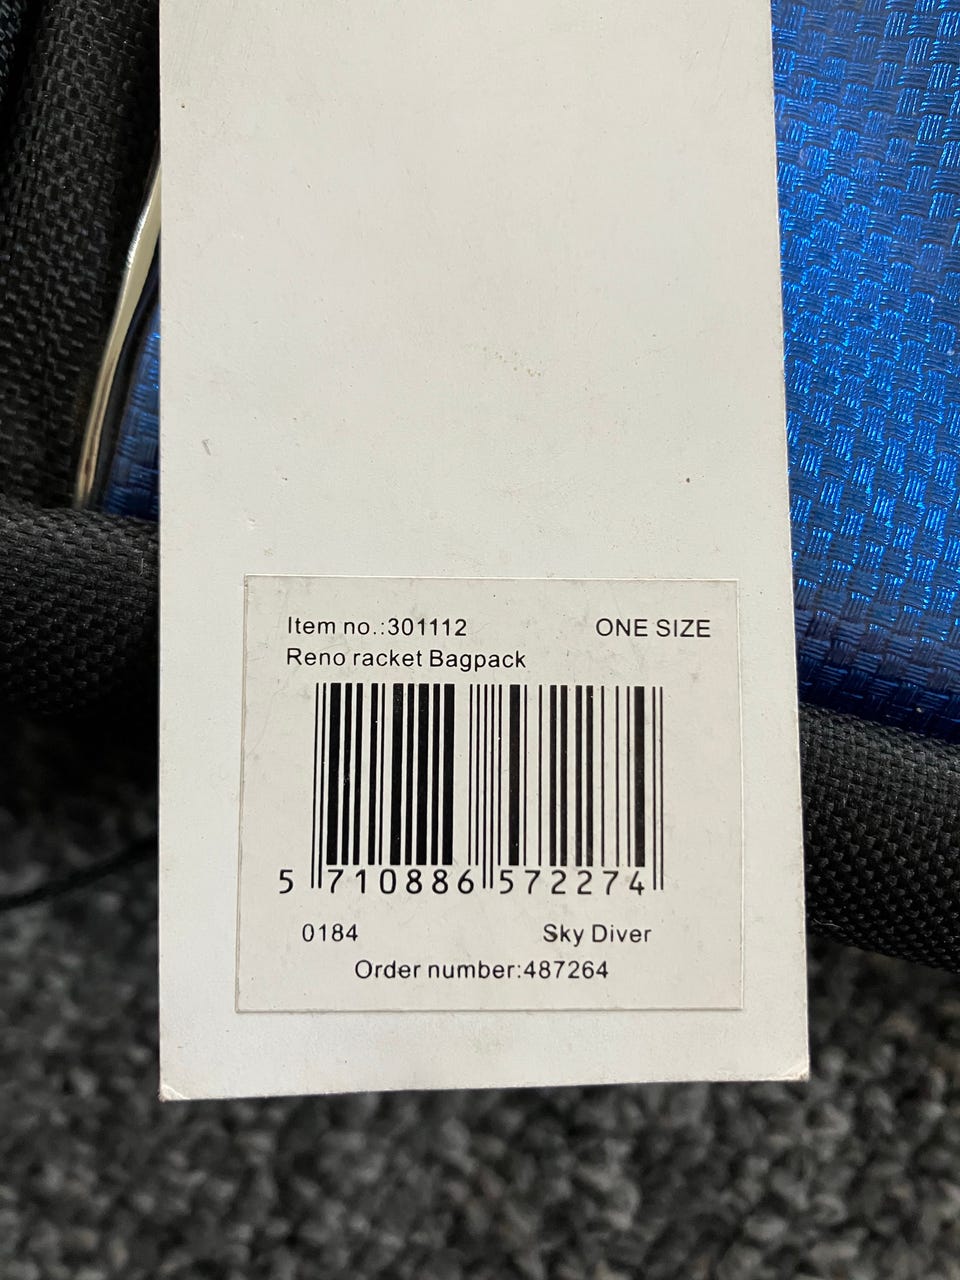 Item no.:301112 ONE SIZE
Reno racket Bagpack
5 710886 572274
0184 Sky Diver
Order number:487264